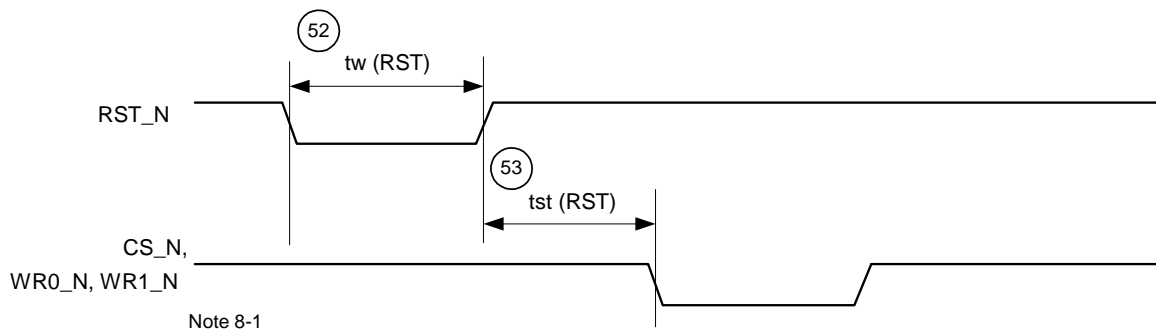 52
tw (RST)
RST_N
53
tst (RST)
CS_N,
WR0_N, WR1_N
Note 8-1